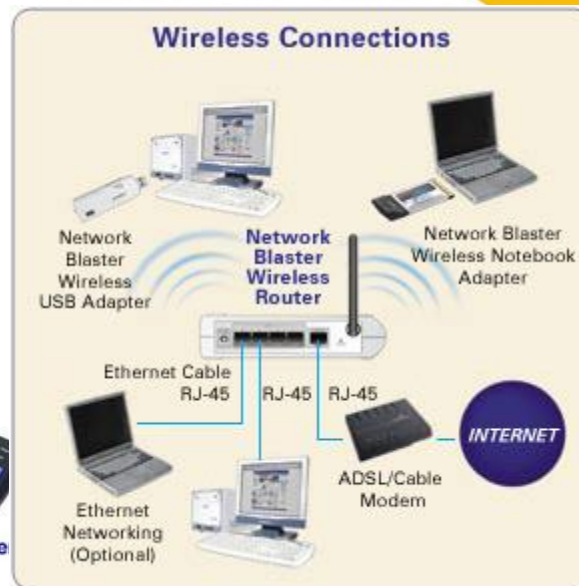 Wireless Connections
Network
Blaster
Wireless
USB Adapter
Network
Blaster
Wireless
Router
Network Blaster
Wireless Notebook
Adapter
Ethernet Cable
RJ-45
RJ-45
RJ-45
INTERNET
ADSL/Cable
Modem
Ethernet
Networking
(Optional)